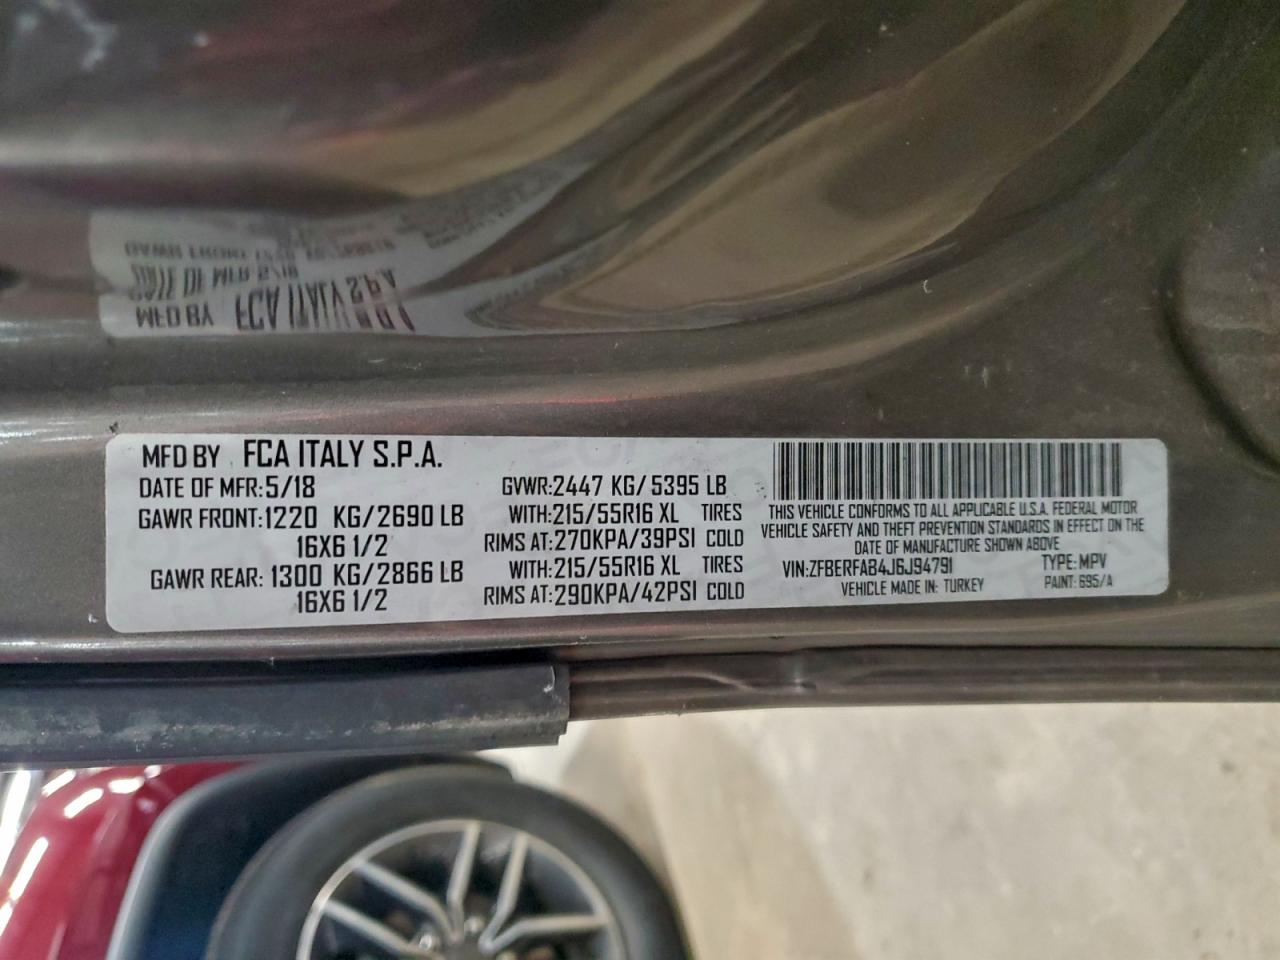 MFD BY FCA ITALY S.P.A.
DATE OF MFR:5/18 GVWR:2447 KG/5395 LB
GAWR FRONT:1220 KG/2690 LB WITH:215/55R16 XL TIRES
16X6 1/2 RIMS AT:270KPA/39PSI COLD
GAWR REAR:1300 KG/2866 LB WITH:215/55R16 XL TIRES
16X6 1/2 RIMS AT:290KPA/42PSI COLD
THIS VEHICLE CONFORMS TO ALL APPLICABLE U.S.A. FEDERAL MOTOR
VEHICLE SAFETY AND THEFT PREVENTION STANDARDS IN EFFECT ON THE
DATE OF MANUFACTURE SHOWN ABOVE
VIN:ZFBERFAB4J6J94791 TYPE:MPV
VEHICLE MADE IN: TURKEY PAINT: 695/A